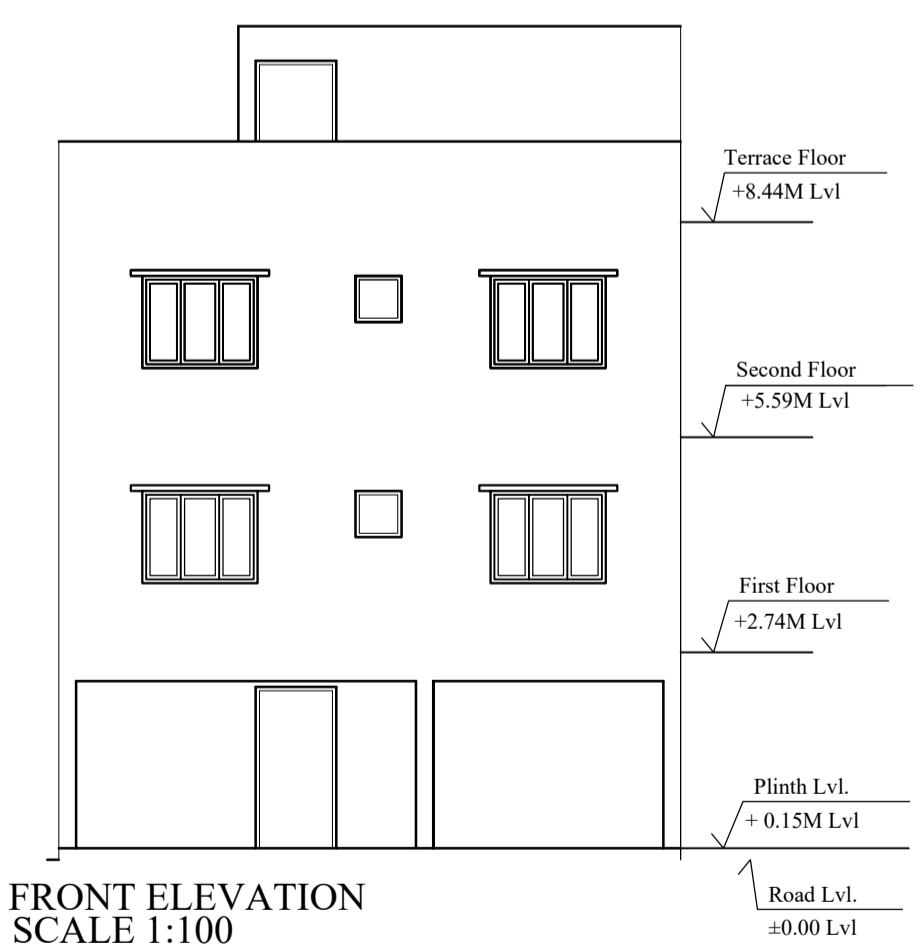 Terrace Floor
+8.44M Lvl
Second Floor
+5.59M Lvl
First Floor
+2.74M Lvl
Plinth Lvl.
+ 0.15M Lvl
Road Lvl.
±0.00 Lvl
FRONT ELEVATION
SCALE 1:100